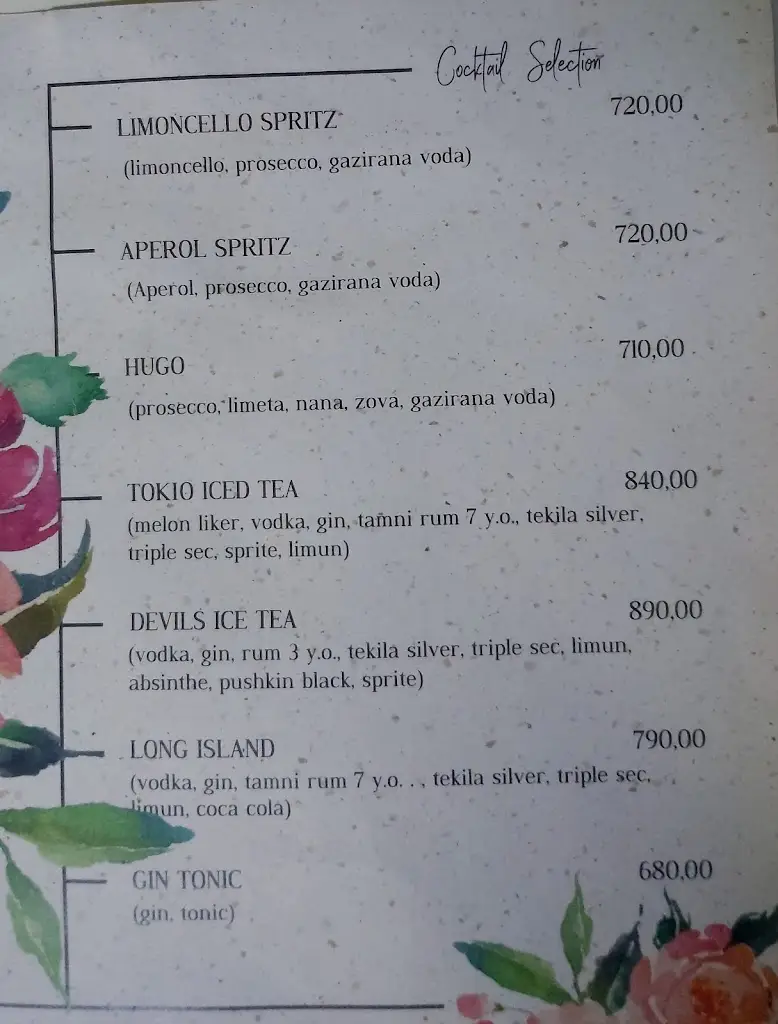 Cocktail Selection
LIMONCELLO SPRITZ 720,00
(limoncello, prosecco, gazirana voda)
APEROL SPRITZ 720,00
(Aperol, prosecco, gazirana voda)
HUGO 710,00
(prosecco, limeta, nana, zova, gazirana voda)
TOKIO ICED TEA 840,00
(melon liker, vodka, gin, tamni rum 7 y.o., tekila silver,
triple sec, sprite, limun)
DEVILS ICE TEA 890,00
(vodka, gin, rum 3 y.o., tekila silver, triple sec, limun,
absinthe, pushkin black, sprite)
LONG ISLAND 790,00
(vodka, gin, tamni rum 7 y.o. . , tekila silver, triple sec,
limun, coca cola)
GIN TONIC 680,00
(gin, tonic)